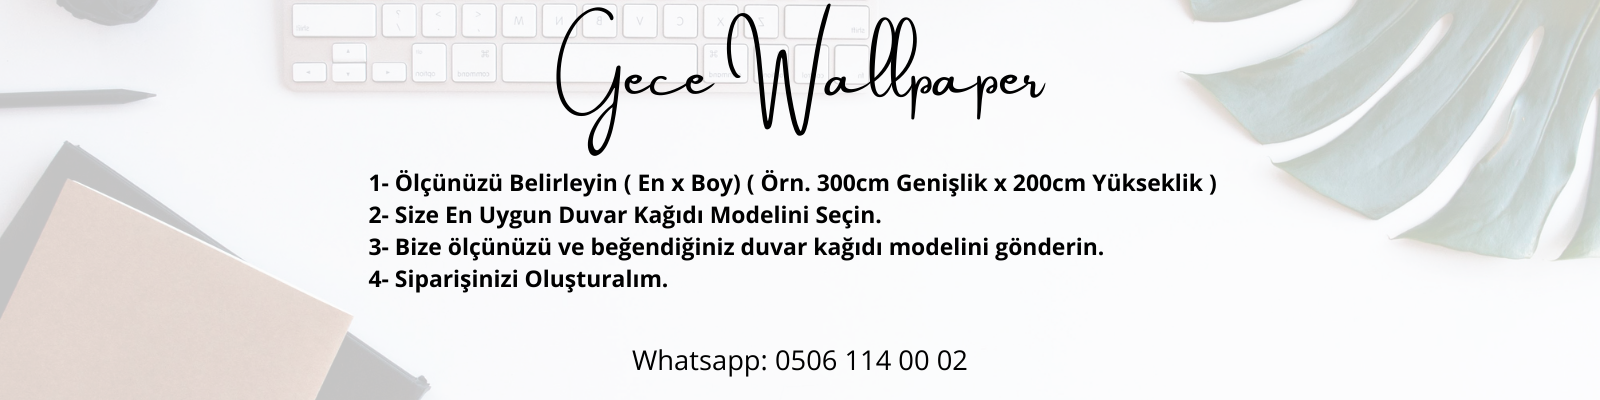 Gece Wallpaper
1- Ölçünüzü Belirleyin ( En x Boy) ( Örn. 300cm Genişlik x 200cm Yükseklik )
2- Size En Uygun Duvar Kağıdı Modelini Seçin.
3- Bize ölçünüzü ve beğendiğiniz duvar kağıdı modelini gönderin.
4- Siparişinizi Oluşturalım.
Whatsapp: 0506 114 00 02